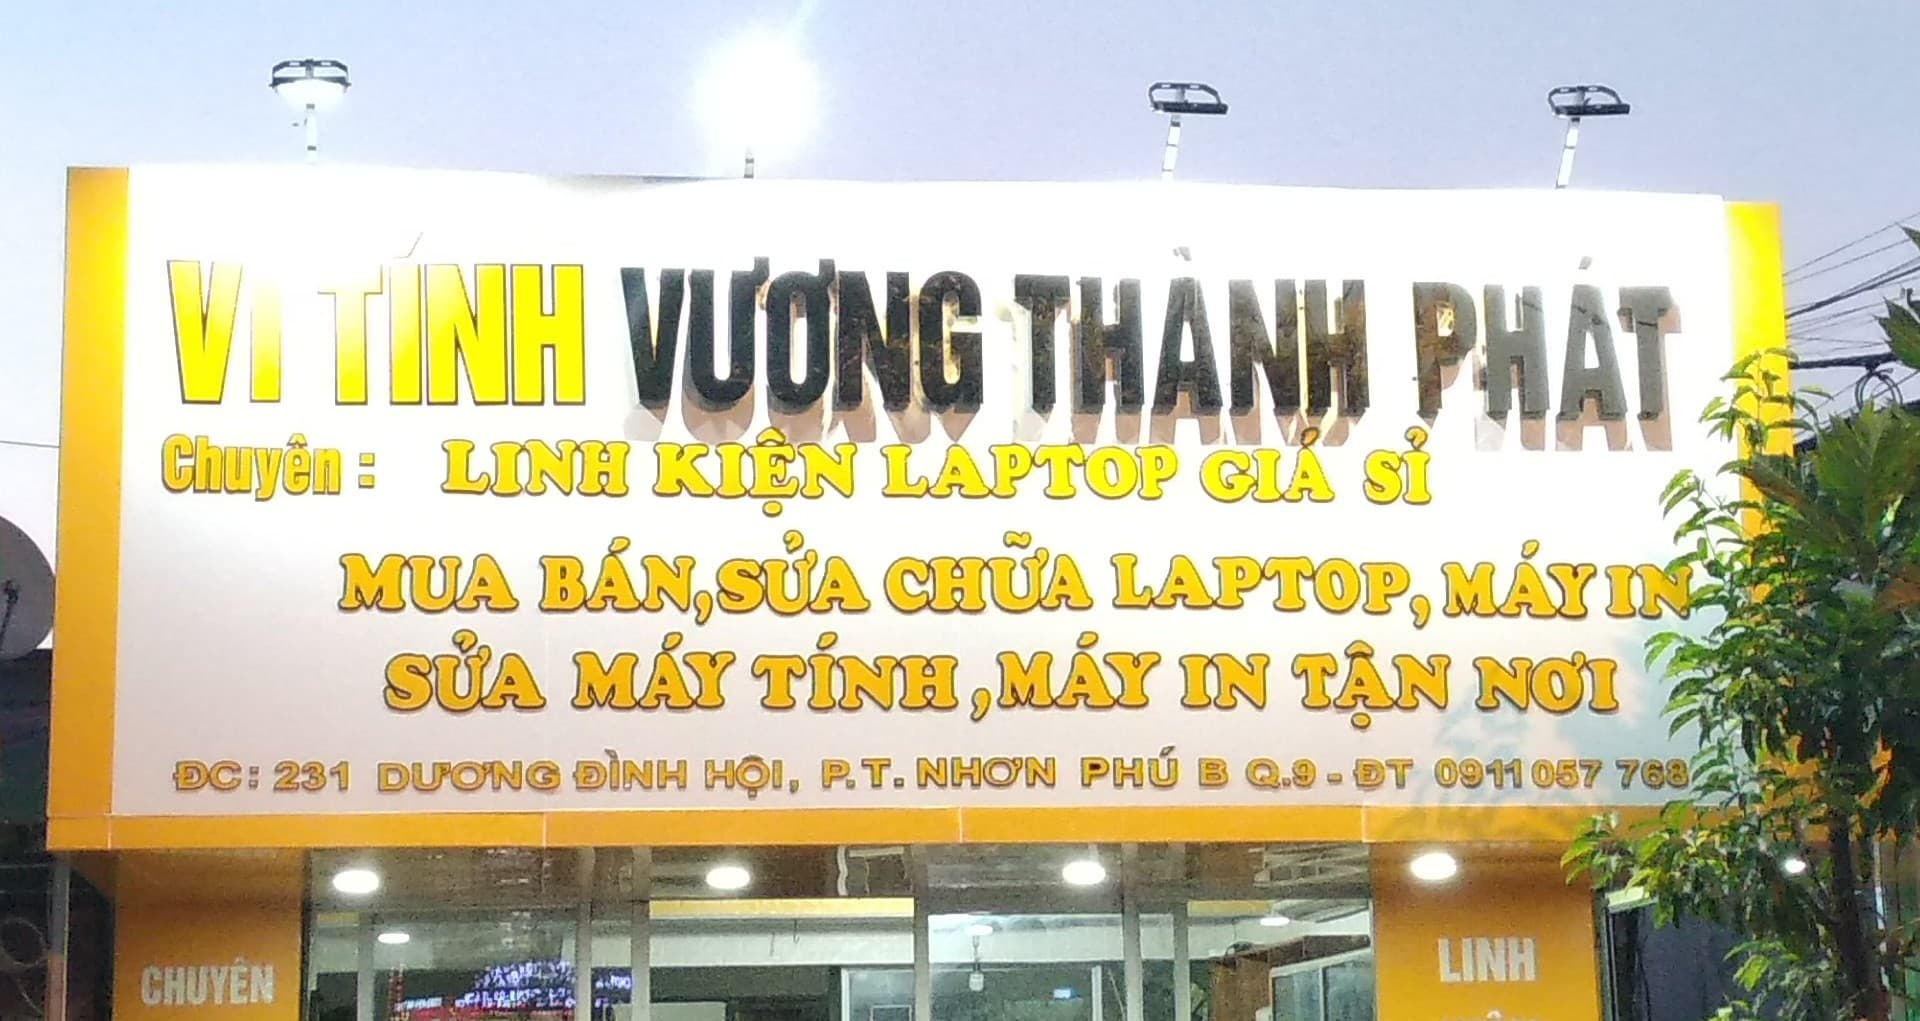 VI TÍNH VƯƠNG THÀNH PHÁT
Chuyên : LINH KIỆN LAPTOP GIÁ SỈ
MUA BÁN,SỬA CHỮA LAPTOP,MÁY IN
SỬA MÁY TÍNH,MÁY IN TẬN NƠI
ĐC: 231 DƯƠNG ĐÌNH HỘI, P.T. NHƠN PHÚ B Q.9 - ĐT 0911 057 768
CHUYÊN
LINH